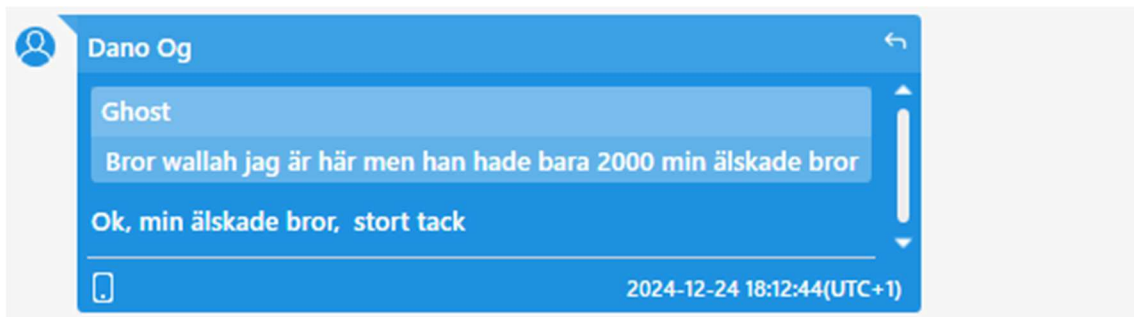 Dano Og
Ghost
Bror wallah jag är här men han hade bara 2000 min älskade bror
Ok, min älskade bror,  stort tack
2024-12-24 18:12:44(UTC+1)